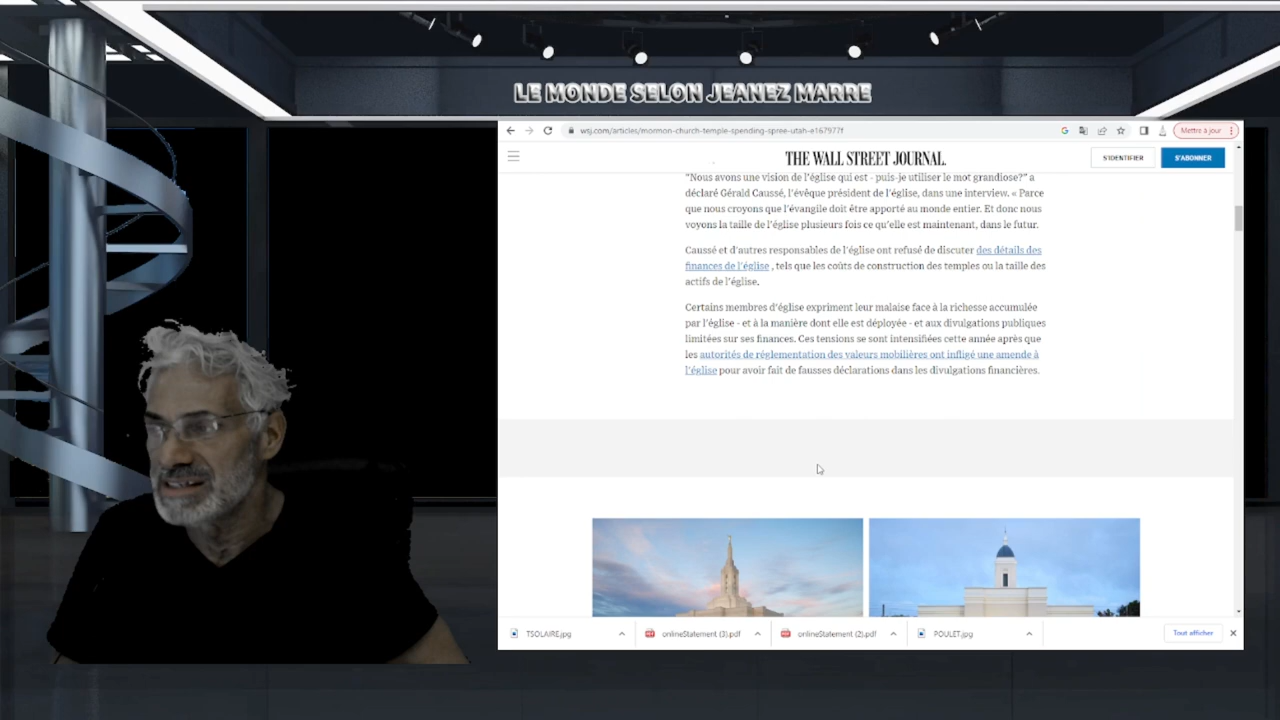 LE MONDE SELON JEANEZ MARRE
wsj.com/articles/mormon-church-temple-spending-spree-utah-e167977f
Mettre à jour
THE WALL STREET JOURNAL.
S'IDENTIFIER
S'ABONNER
"Nous avons une vision de l'église qui est - puis-je utiliser le mot grandiose?" a
déclaré Gérald Caussé, l'évêque président de l'église, dans une interview. « Parce
que nous croyons que l'évangile doit être apporté au monde entier. Et donc nous
voyons la taille de l'église plusieurs fois ce qu'elle est maintenant, dans le futur.
Caussé et d'autres responsables de l'église ont refusé de discuter des détails des
finances de l'église , tels que les coûts de construction des temples ou la taille des
actifs de l'église.
Certains membres d'église expriment leur malaise face à la richesse accumulée
par l'église - et à la manière dont elle est déployée - et aux divulgations publiques
limitées sur ses finances. Ces tensions se sont intensifiées cette année après que
les autorités de réglementation des valeurs mobilières ont infligé une amende à
l'église pour avoir fait de fausses déclarations dans les divulgations financières.
TSOLAIRE.jpg
onlineStatement (3).pdf
onlineStatement (2).pdf
POULET.jpg
Tout afficher